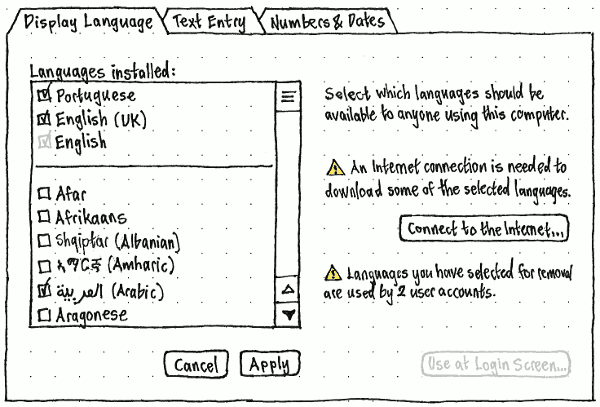 Display Language
Text Entry
Numbers & Dates
Languages installed:
Portuguese
English (UK)
English
Afar
Afrikaans
Shqiptar (Albanian)
አማርኛ (Amharic)
العربية (Arabic)
Aragonese
Select which languages should be
available to anyone using this computer.
An Internet connection is needed to
download some of the selected languages.
Connect to the Internet...
Languages you have selected for removal
are used by 2 user accounts.
Cancel
Apply
Use at Login Screen...